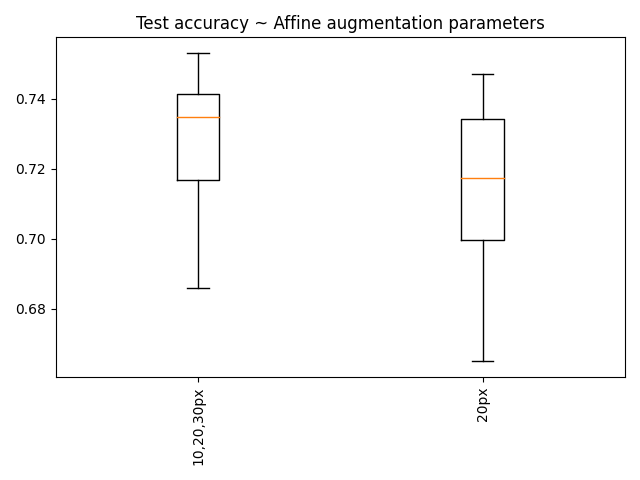 Test accuracy ~ Affine augmentation parameters
0.74
0.72
0.70
0.68
10,20,30px
20px